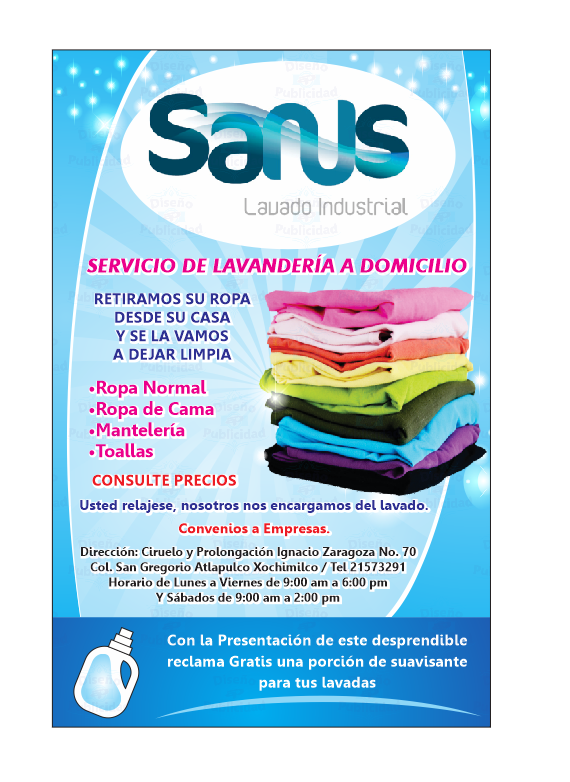 Sanus
Lavado Industrial
SERVICIO DE LAVANDERÍA A DOMICILIO
RETIRAMOS SU ROPA
DESDE SU CASA
Y SE LA VAMOS
A DEJAR LIMPIA
•Ropa Normal
•Ropa de Cama
•Mantelería
•Toallas
CONSULTE PRECIOS
Usted relajese, nosotros nos encargamos del lavado.
Convenios a Empresas.
Dirección: Ciruelo y Prolongación Ignacio Zaragoza No. 70
Col. San Gregorio Atlapulco Xochimilco / Tel 21573291
Horario de Lunes a Viernes de 9:00 am a 6:00 pm
Y Sábados de 9:00 am a 2:00 pm
Con la Presentación de este desprendible
reclama Gratis una porción de suavisante
para tus lavadas